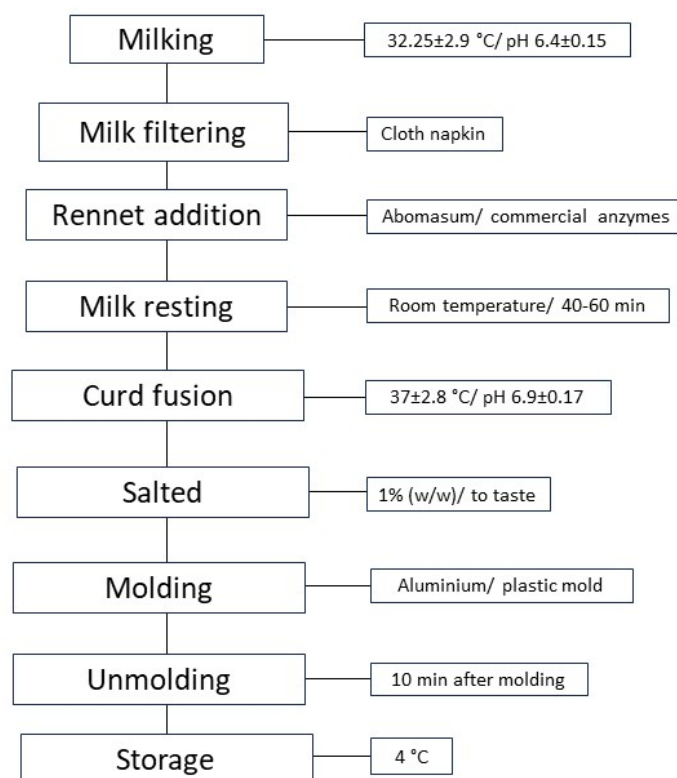 Milking
32.25±2.9 °C/ pH 6.4±0.15
Milk filtering
Cloth napkin
Rennet addition
Abomasum/ commercial anzymes
Milk resting
Room temperature/ 40-60 min
Curd fusion
37±2.8 °C/ pH 6.9±0.17
Salted
1% (w/w)/ to taste
Molding
Aluminium/ plastic mold
Unmolding
10 min after molding
Storage
4 °C